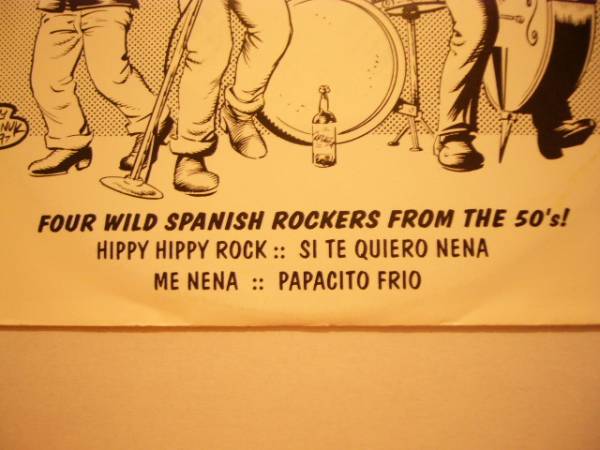 FOUR WILD SPANISH ROCKERS FROM THE 50's!
HIPPY HIPPY ROCK :: SI TE QUIERO NENA
ME NENA :: PAPACITO FRIO